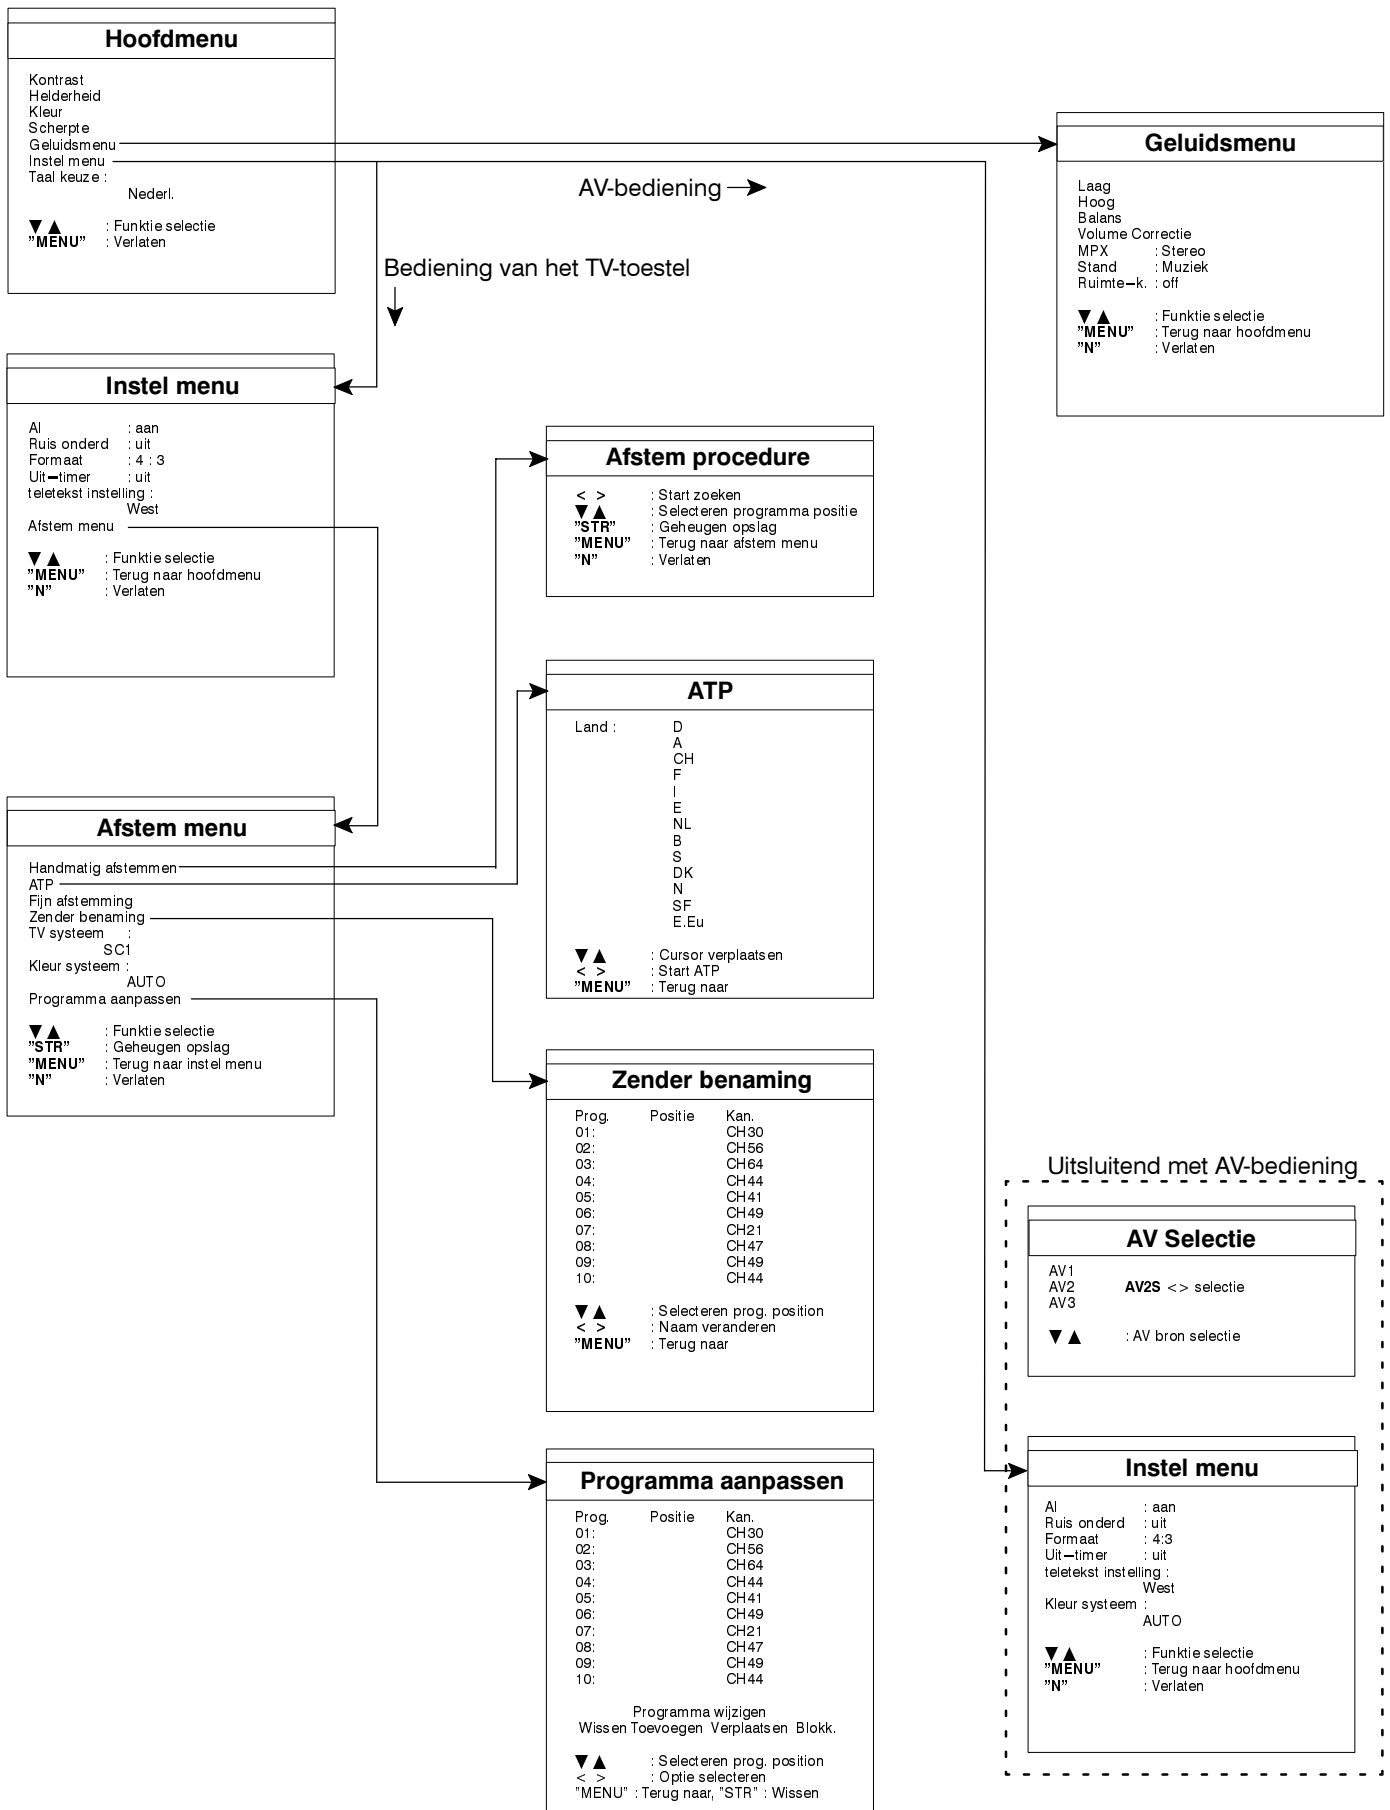 Hoofdmenu
Kontrast
Helderheid
Kleur
Scherpte
Geluidsmenu
Instel menu
Taal keuze :
Nederl.
▼ ▲ : Funktie selectie
”MENU” : Verlaten
AV-bediening
Bediening van het TV-toestel
Geluidsmenu
Laag
Hoog
Balans
Volume Correctie
MPX : Stereo
Stand : Muziek
Ruimte–k. : off
▼ ▲ : Funktie selectie
”MENU” : Terug naar hoofdmenu
”N” : Verlaten
Instel menu
AI : aan
Ruis onderd : uit
Formaat : 4 : 3
Uit–timer : uit
teletekst instelling :
West
Afstem menu
▼ ▲ : Funktie selectie
”MENU” : Terug naar hoofdmenu
”N” : Verlaten
Afstem procedure
< > : Start zoeken
▼ ▲ : Selecteren programma positie
”STR” : Geheugen opslag
”MENU” : Terug naar afstem menu
”N” : Verlaten
ATP
Land : D
A
CH
F
I
E
NL
B
S
DK
N
SF
E.Eu
▼ ▲ : Cursor verplaatsen
< > : Start ATP
”MENU” : Terug naar
Afstem menu
Handmatig afstemmen
ATP
Fijn afstemming
Zender benaming
TV systeem :
SC1
Kleur systeem :
AUTO
Programma aanpassen
▼ ▲ : Funktie selectie
”STR” : Geheugen opslag
”MENU” : Terug naar instel menu
”N” : Verlaten
Zender benaming
Prog. Positie Kan.
01: CH30
02: CH56
03: CH64
04: CH44
05: CH41
06: CH49
07: CH21
08: CH47
09: CH49
10: CH44
▼ ▲ : Selecteren prog. position
< > : Naam veranderen
”MENU” : Terug naar
Programma aanpassen
Prog. Positie Kan.
01: CH30
02: CH56
03: CH64
04: CH44
05: CH41
06: CH49
07: CH21
08: CH47
09: CH49
10: CH44
Programma wijzigen
Wissen Toevoegen Verplaatsen Blokk.
▼ ▲ : Selecteren prog. position
< > : Optie selecteren
”MENU” : Terug naar, ”STR” : Wissen
Uitsluitend met AV-bediening
AV Selectie
AV1
AV2 AV2S <> selectie
AV3
▼ ▲ : AV bron selectie
Instel menu
AI : aan
Ruis onderd : uit
Formaat : 4:3
Uit–timer : uit
teletekst instelling :
West
Kleur systeem :
AUTO
▼ ▲ : Funktie selectie
”MENU” : Terug naar hoofdmenu
”N” : Verlaten